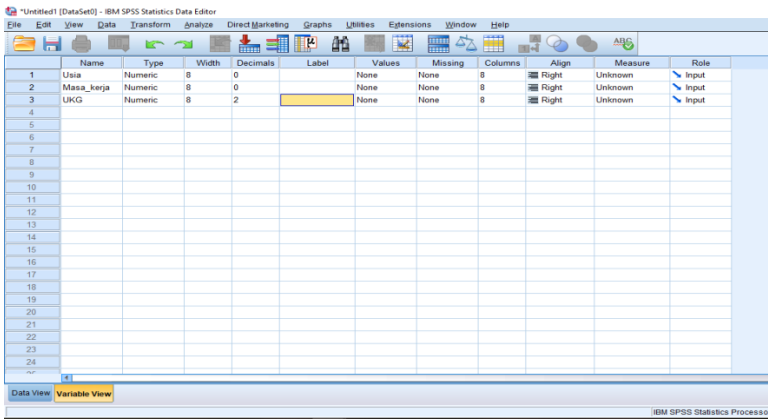 *Untitled1 [DataSet0] - IBM SPSS Statistics Data Editor
File Edit View Data Transform Analyze Direct Marketing Graphs Utilities Extensions Window Help
Name Type Width Decimals Label Values Missing Columns Align Measure Role
1 Usia Numeric 8 0 None None 8 Right Unknown Input
2 Masa_kerja Numeric 8 0 None None 8 Right Unknown Input
3 UKG Numeric 8 2 None None 8 Right Unknown Input
4
5
6
7
8
9
10
11
12
13
14
15
16
17
18
19
20
21
22
23
24
Data View Variable View
IBM SPSS Statistics Processo